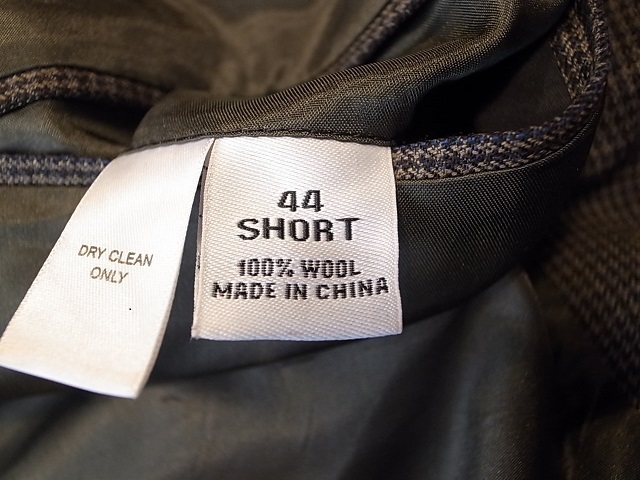 DRY CLEAN
ONLY
44
SHORT
100% WOOL
MADE IN CHINA